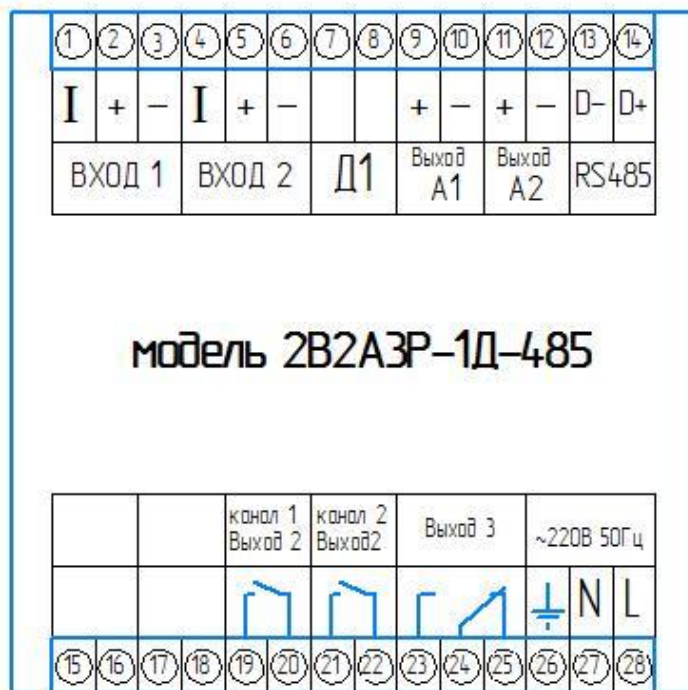 1 2 3 4 5 6 7 8 9 10 11 12 13 14
I + − I + − + − + − D− D+
ВХОД 1 ВХОД 2 Д1 Выход А1 Выход А2 RS485
модель 2В2А3Р−1Д−485
канал 1 Выход 2 канал 2 Выход2 Выход 3 ~220В 50Гц
N L
15 16 17 18 19 20 21 22 23 24 25 26 27 28